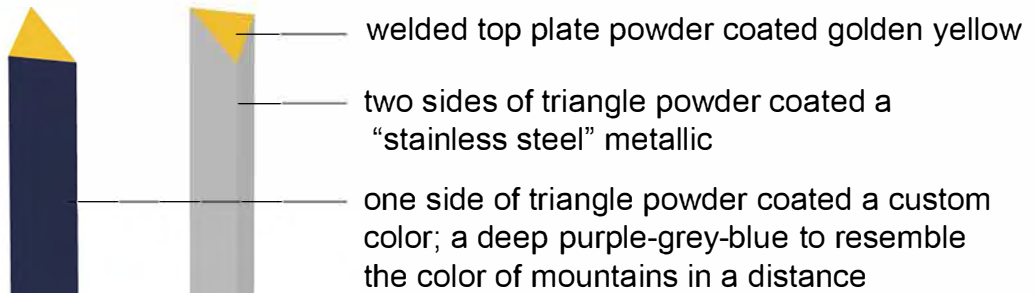 welded top plate powder coated golden yellow
two sides of triangle powder coated a
“stainless steel” metallic
one side of triangle powder coated a custom
color; a deep purple-grey-blue to resemble
the color of mountains in a distance